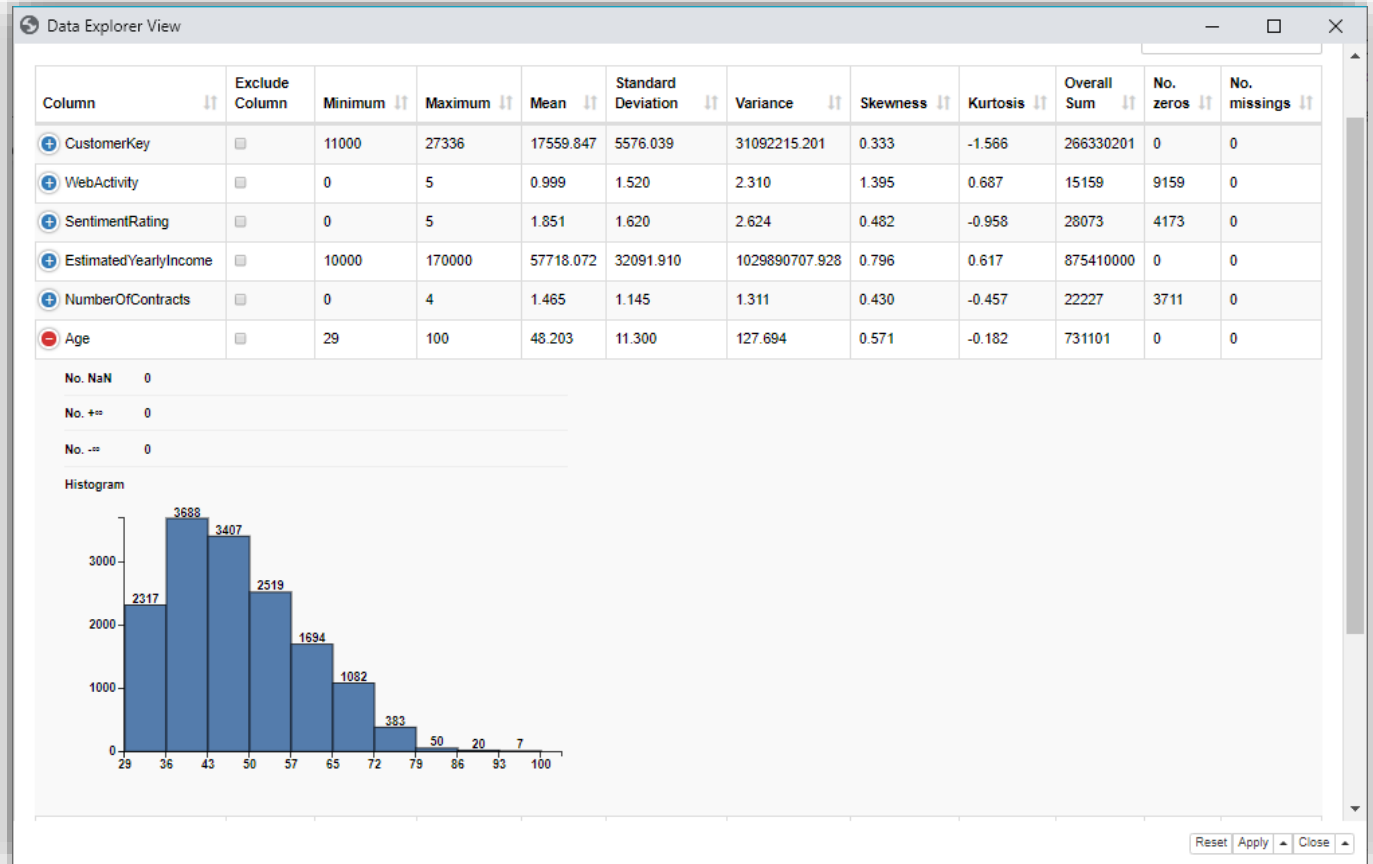 Data Explorer View
Column Exclude Column Minimum Maximum Mean Standard Deviation Variance Skewness Kurtosis Overall Sum No. zeros No. missings
CustomerKey 11000 27336 17559.847 5576.039 31092215.201 0.333 -1.566 266330201 0 0
WebActivity 0 5 0.999 1.520 2.310 1.395 0.687 15159 9159 0
SentimentRating 0 5 1.851 1.620 2.624 0.482 -0.958 28073 4173 0
EstimatedYearlyIncome 10000 170000 57718.072 32091.910 1029890707.928 0.796 0.617 875410000 0 0
NumberOfContracts 0 4 1.465 1.145 1.311 0.430 -0.457 22227 3711 0
Age 29 100 48.203 11.300 127.694 0.571 -0.182 731101 0 0
No. NaN 0
No. +∞ 0
No. -∞ 0
Histogram
3688
3407
3000
2519
2317
2000
1694
1082
1000
383
50 20 7
0
29 36 43 50 57 65 72 79 86 93 100
Reset Apply Close